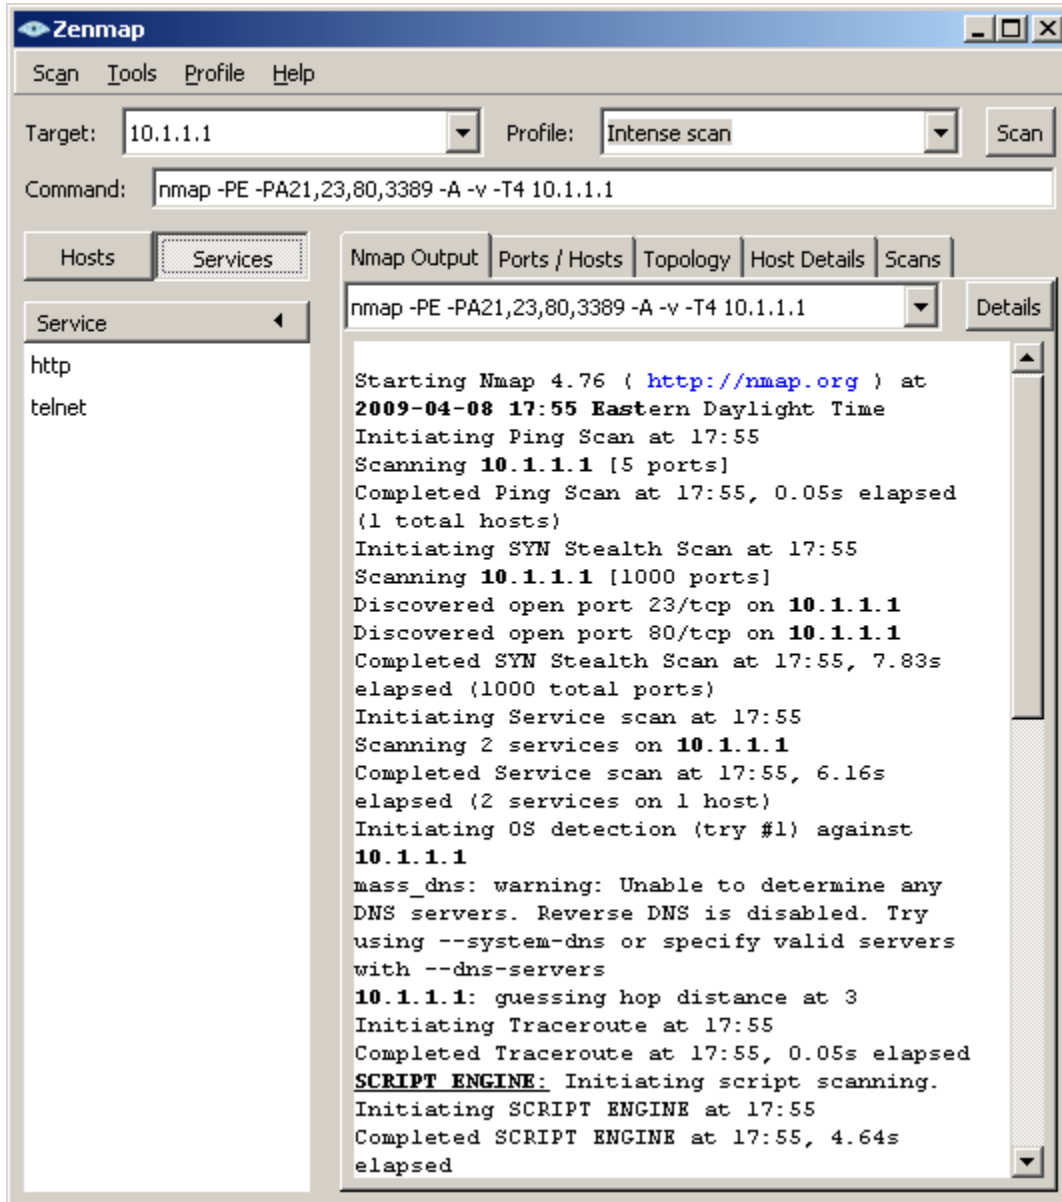 Zenmap
Scan Tools Profile Help
Target: 10.1.1.1 Profile: Intense scan Scan
Command: nmap -PE -PA21,23,80,3389 -A -v -T4 10.1.1.1
Hosts Services
Nmap Output Ports / Hosts Topology Host Details Scans
nmap -PE -PA21,23,80,3389 -A -v -T4 10.1.1.1 Details
Service
http
telnet
Starting Nmap 4.76 ( http://nmap.org ) at
2009-04-08 17:55 Eastern Daylight Time
Initiating Ping Scan at 17:55
Scanning 10.1.1.1 [5 ports]
Completed Ping Scan at 17:55, 0.05s elapsed
(1 total hosts)
Initiating SYN Stealth Scan at 17:55
Scanning 10.1.1.1 [1000 ports]
Discovered open port 23/tcp on 10.1.1.1
Discovered open port 80/tcp on 10.1.1.1
Completed SYN Stealth Scan at 17:55, 7.83s
elapsed (1000 total ports)
Initiating Service scan at 17:55
Scanning 2 services on 10.1.1.1
Completed Service scan at 17:55, 6.16s
elapsed (2 services on 1 host)
Initiating OS detection (try #1) against
10.1.1.1
mass_dns: warning: Unable to determine any
DNS servers. Reverse DNS is disabled. Try
using --system-dns or specify valid servers
with --dns-servers
10.1.1.1: guessing hop distance at 3
Initiating Traceroute at 17:55
Completed Traceroute at 17:55, 0.05s elapsed
SCRIPT ENGINE: Initiating script scanning.
Initiating SCRIPT ENGINE at 17:55
Completed SCRIPT ENGINE at 17:55, 4.64s
elapsed